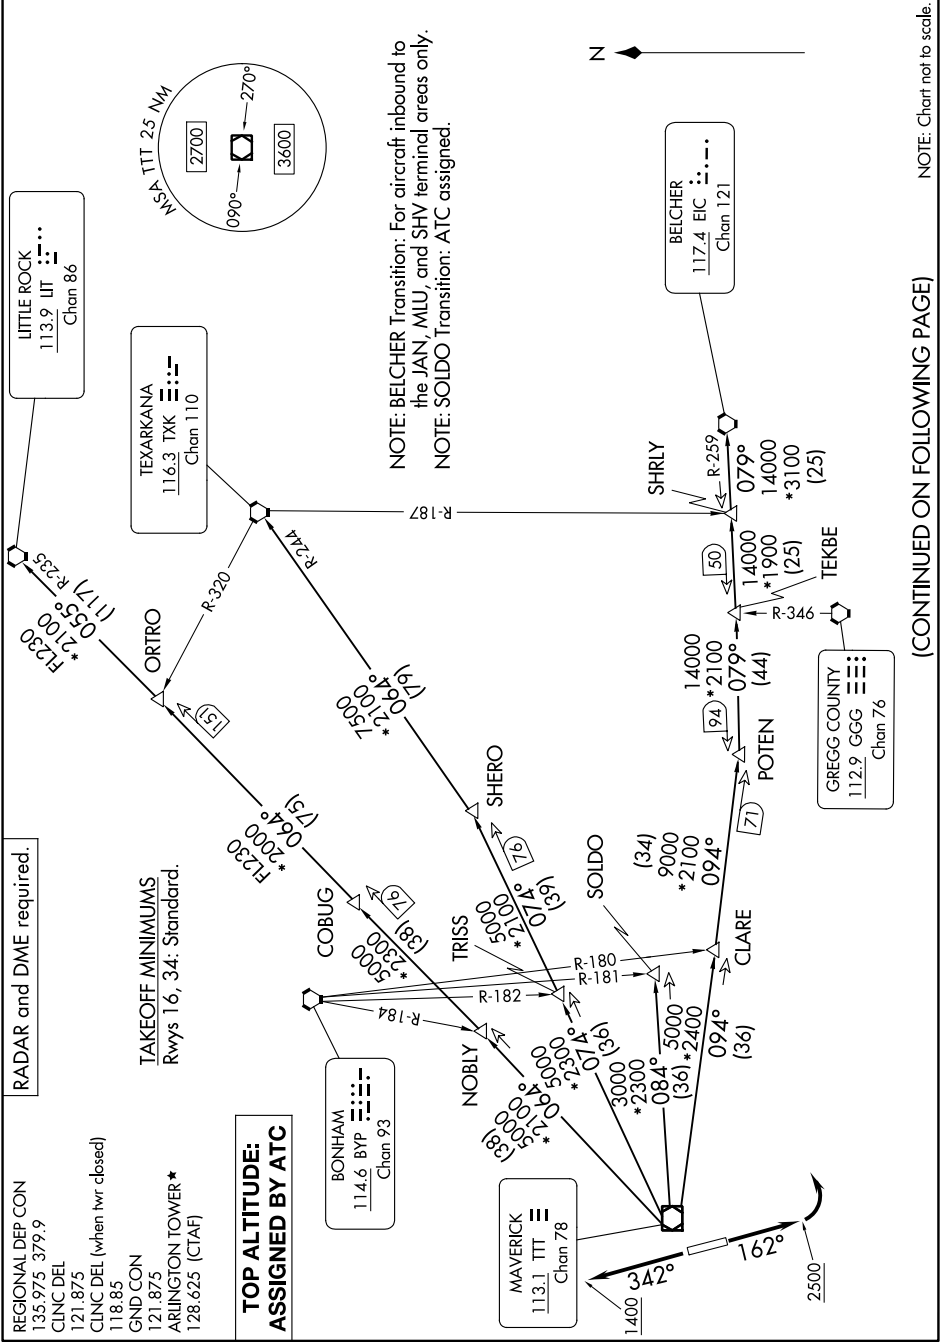 REGIONAL DEP CON
135.975 379.9
CLNC DEL
121.875
CLNC DEL (when twr closed)
118.85
GND CON
121.875
ARLINGTON TOWER★
128.625 (CTAF)
RADAR and DME required.
TAKEOFF MINIMUMS
Rwys 16, 34: Standard.
TOP ALTITUDE:
ASSIGNED BY ATC
LITTLE ROCK
113.9 LIT
Chan 86
TEXARKANA
116.3 TXK
Chan 110
MSA TTT 25 NM
2700
090°
270°
3600
NOTE: BELCHER Transition: For aircraft inbound to
the JAN, MLU, and SHV terminal areas only.
NOTE: SOLDO Transition: ATC assigned.
N
R-235
FL230
*2100
055°
(117)
ORTRO
R-320
R-244
151
FL230
*2000
064°
(75)
7500
*2100
064°
(79)
R-187
COBUG
76
5000
*2300
(38)
SHERO
76
5000
*2100
074°
(39)
BONHAM
114.6 BYP
Chan 93
R-184
R-182
R-181
R-180
NOBLY
TRISS
SOLDO
CLARE
(38)
5000
*2100
064°
5000
*2300
074°
(36)
3000
*2300
084°
(36)
5000
*2400
094°
(36)
(34)
9000
*2100
094°
71
POTEN
94
14000
*2100
079°
(44)
TEKBE
R-346
50
14000
*1900
(25)
SHRLY
R-259
079°
14000
*3100
(25)
BELCHER
117.4 EIC
Chan 121
GREGG COUNTY
112.9 GGG
Chan 76
MAVERICK
113.1 TTT
Chan 78
342°
1400
162°
2500
(CONTINUED ON FOLLOWING PAGE)
NOTE: Chart not to scale.